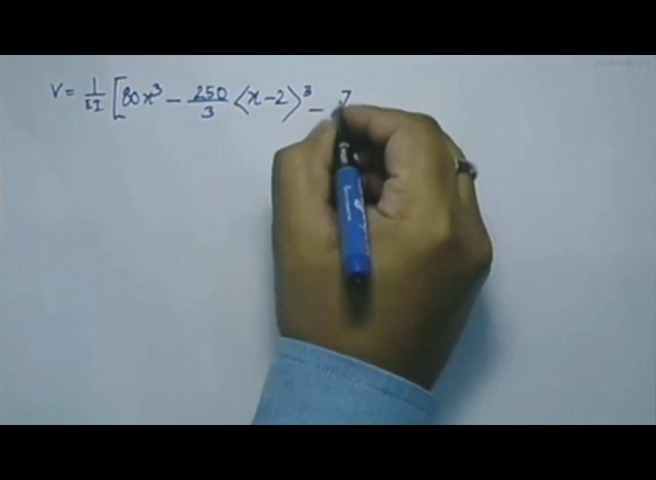 V = 1/EI [80x³ - 250/3 ⟨x-2⟩³ - 7